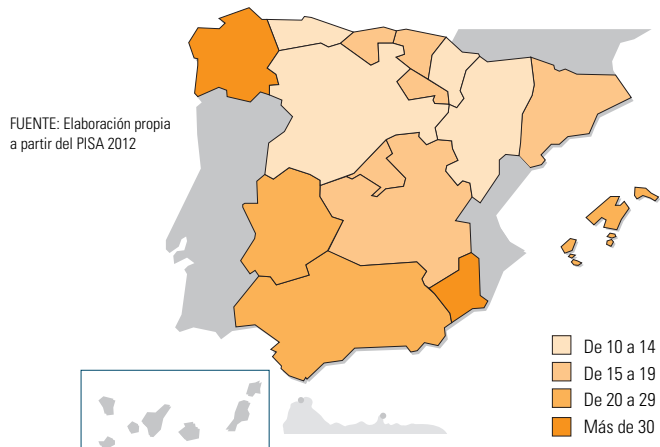 FUENTE: Elaboración propia
a partir del PISA 2012
De 10 a 14
De 15 a 19
De 20 a 29
Más de 30